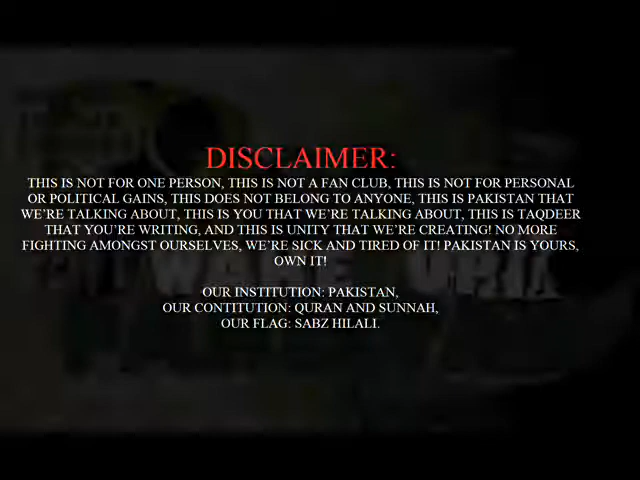 DISCLAIMER:
THIS IS NOT FOR ONE PERSON, THIS IS NOT A FAN CLUB, THIS IS NOT FOR PERSONAL
OR POLITICAL GAINS, THIS DOES NOT BELONG TO ANYONE, THIS IS PAKISTAN THAT
WE'RE TALKING ABOUT, THIS IS YOU THAT WE'RE TALKING ABOUT, THIS IS TAQDEER
THAT YOU'RE WRITING, AND THIS IS UNITY THAT WE'RE CREATING! NO MORE
FIGHTING AMONGST OURSELVES, WE'RE SICK AND TIRED OF IT! PAKISTAN IS YOURS,
OWN IT!
OUR INSTITUTION: PAKISTAN,
OUR CONTITUTION: QURAN AND SUNNAH,
OUR FLAG: SABZ HILALI.